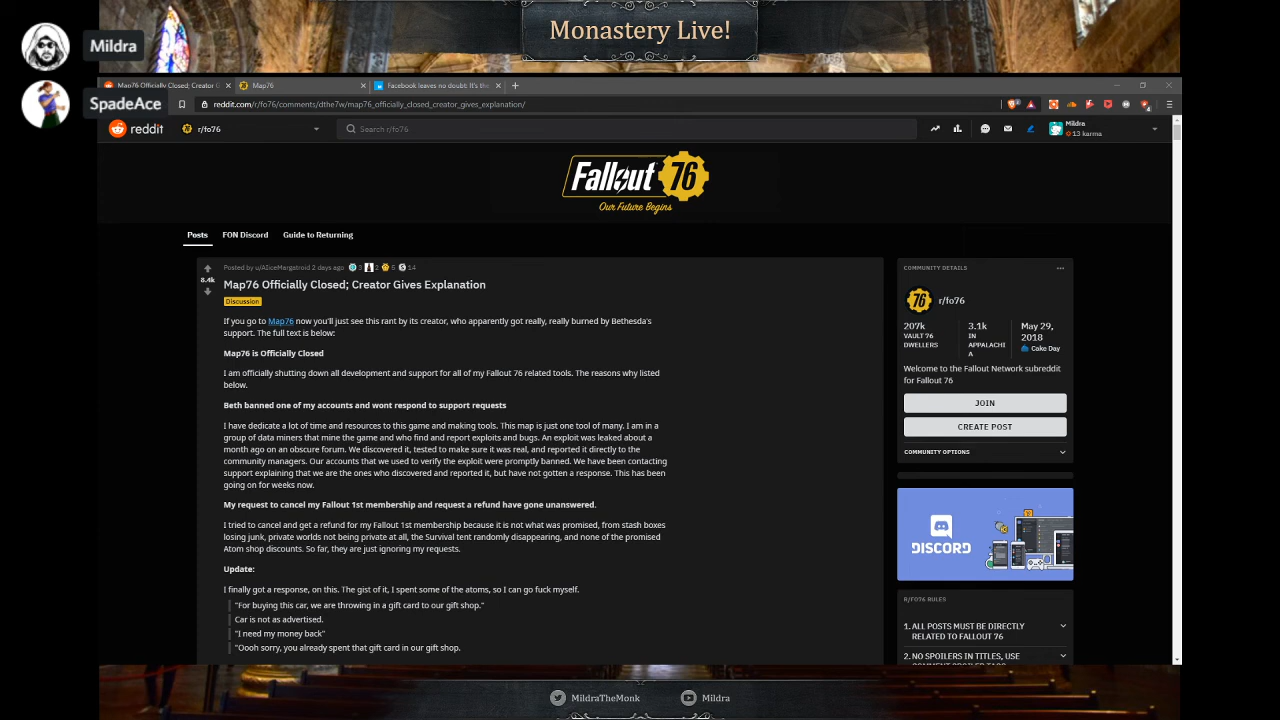 Monastery Live!
Mildra
SpadeAce
Map76 Officially Closed; Creator G
Map76
Facebook leaves no doubt: It's the
reddit.com/r/fo76/comments/dthe7w/map76_officially_closed_creator_gives_explanation/
reddit
r/fo76
Search r/fo76
Mildra
13 karma
Fallout 76
Our Future Begins
Posts
FON Discord
Guide to Returning
Posted by u/AliceMargatroid 2 days ago 3 2 5 14
8.4k
Map76 Officially Closed; Creator Gives Explanation
Discussion
If you go to Map76 now you'll just see this rant by its creator, who apparently got really, really burned by Bethesda's
support. The full text is below:
Map76 is Officially Closed
I am officially shutting down all development and support for all of my Fallout 76 related tools. The reasons why listed
below.
Beth banned one of my accounts and wont respond to support requests
I have dedicate a lot of time and resources to this game and making tools. This map is just one tool of many. I am in a
group of data miners that mine the game and who find and report exploits and bugs. An exploit was leaked about a
month ago on an obscure forum. We discovered it, tested to make sure it was real, and reported it directly to the
community managers. Our accounts that we used to verify the exploit were promptly banned. We have been contacting
support explaining that we are the ones who discovered and reported it, but have not gotten a response. This has been
going on for weeks now.
My request to cancel my Fallout 1st membership and request a refund have gone unanswered.
I tried to cancel and get a refund for my Fallout 1st membership because it is not what was promised, from stash boxes
losing junk, private worlds not being private at all, the Survival tent randomly disappearing, and none of the promised
Atom shop discounts. So far, they are just ignoring my requests.
Update:
I finally got a response, on this. The gist of it, I spent some of the atoms, so I can go fuck myself.
"For buying this car, we are throwing in a gift card to our gift shop."
Car is not as advertised.
"I need my money back"
"Oooh sorry, you already spent that gift card in our gift shop.
COMMUNITY DETAILS
76
r/fo76
207k
VAULT 76
DWELLERS
3.1k
IN
APPALACHI
A
May 29,
2018
Cake Day
Welcome to the Fallout Network subreddit
for Fallout 76
JOIN
CREATE POST
COMMUNITY OPTIONS
DISCORD
R/FO76 RULES
1. ALL POSTS MUST BE DIRECTLY
RELATED TO FALLOUT 76
2. NO SPOILERS IN TITLES, USE
MildraTheMonk
Mildra